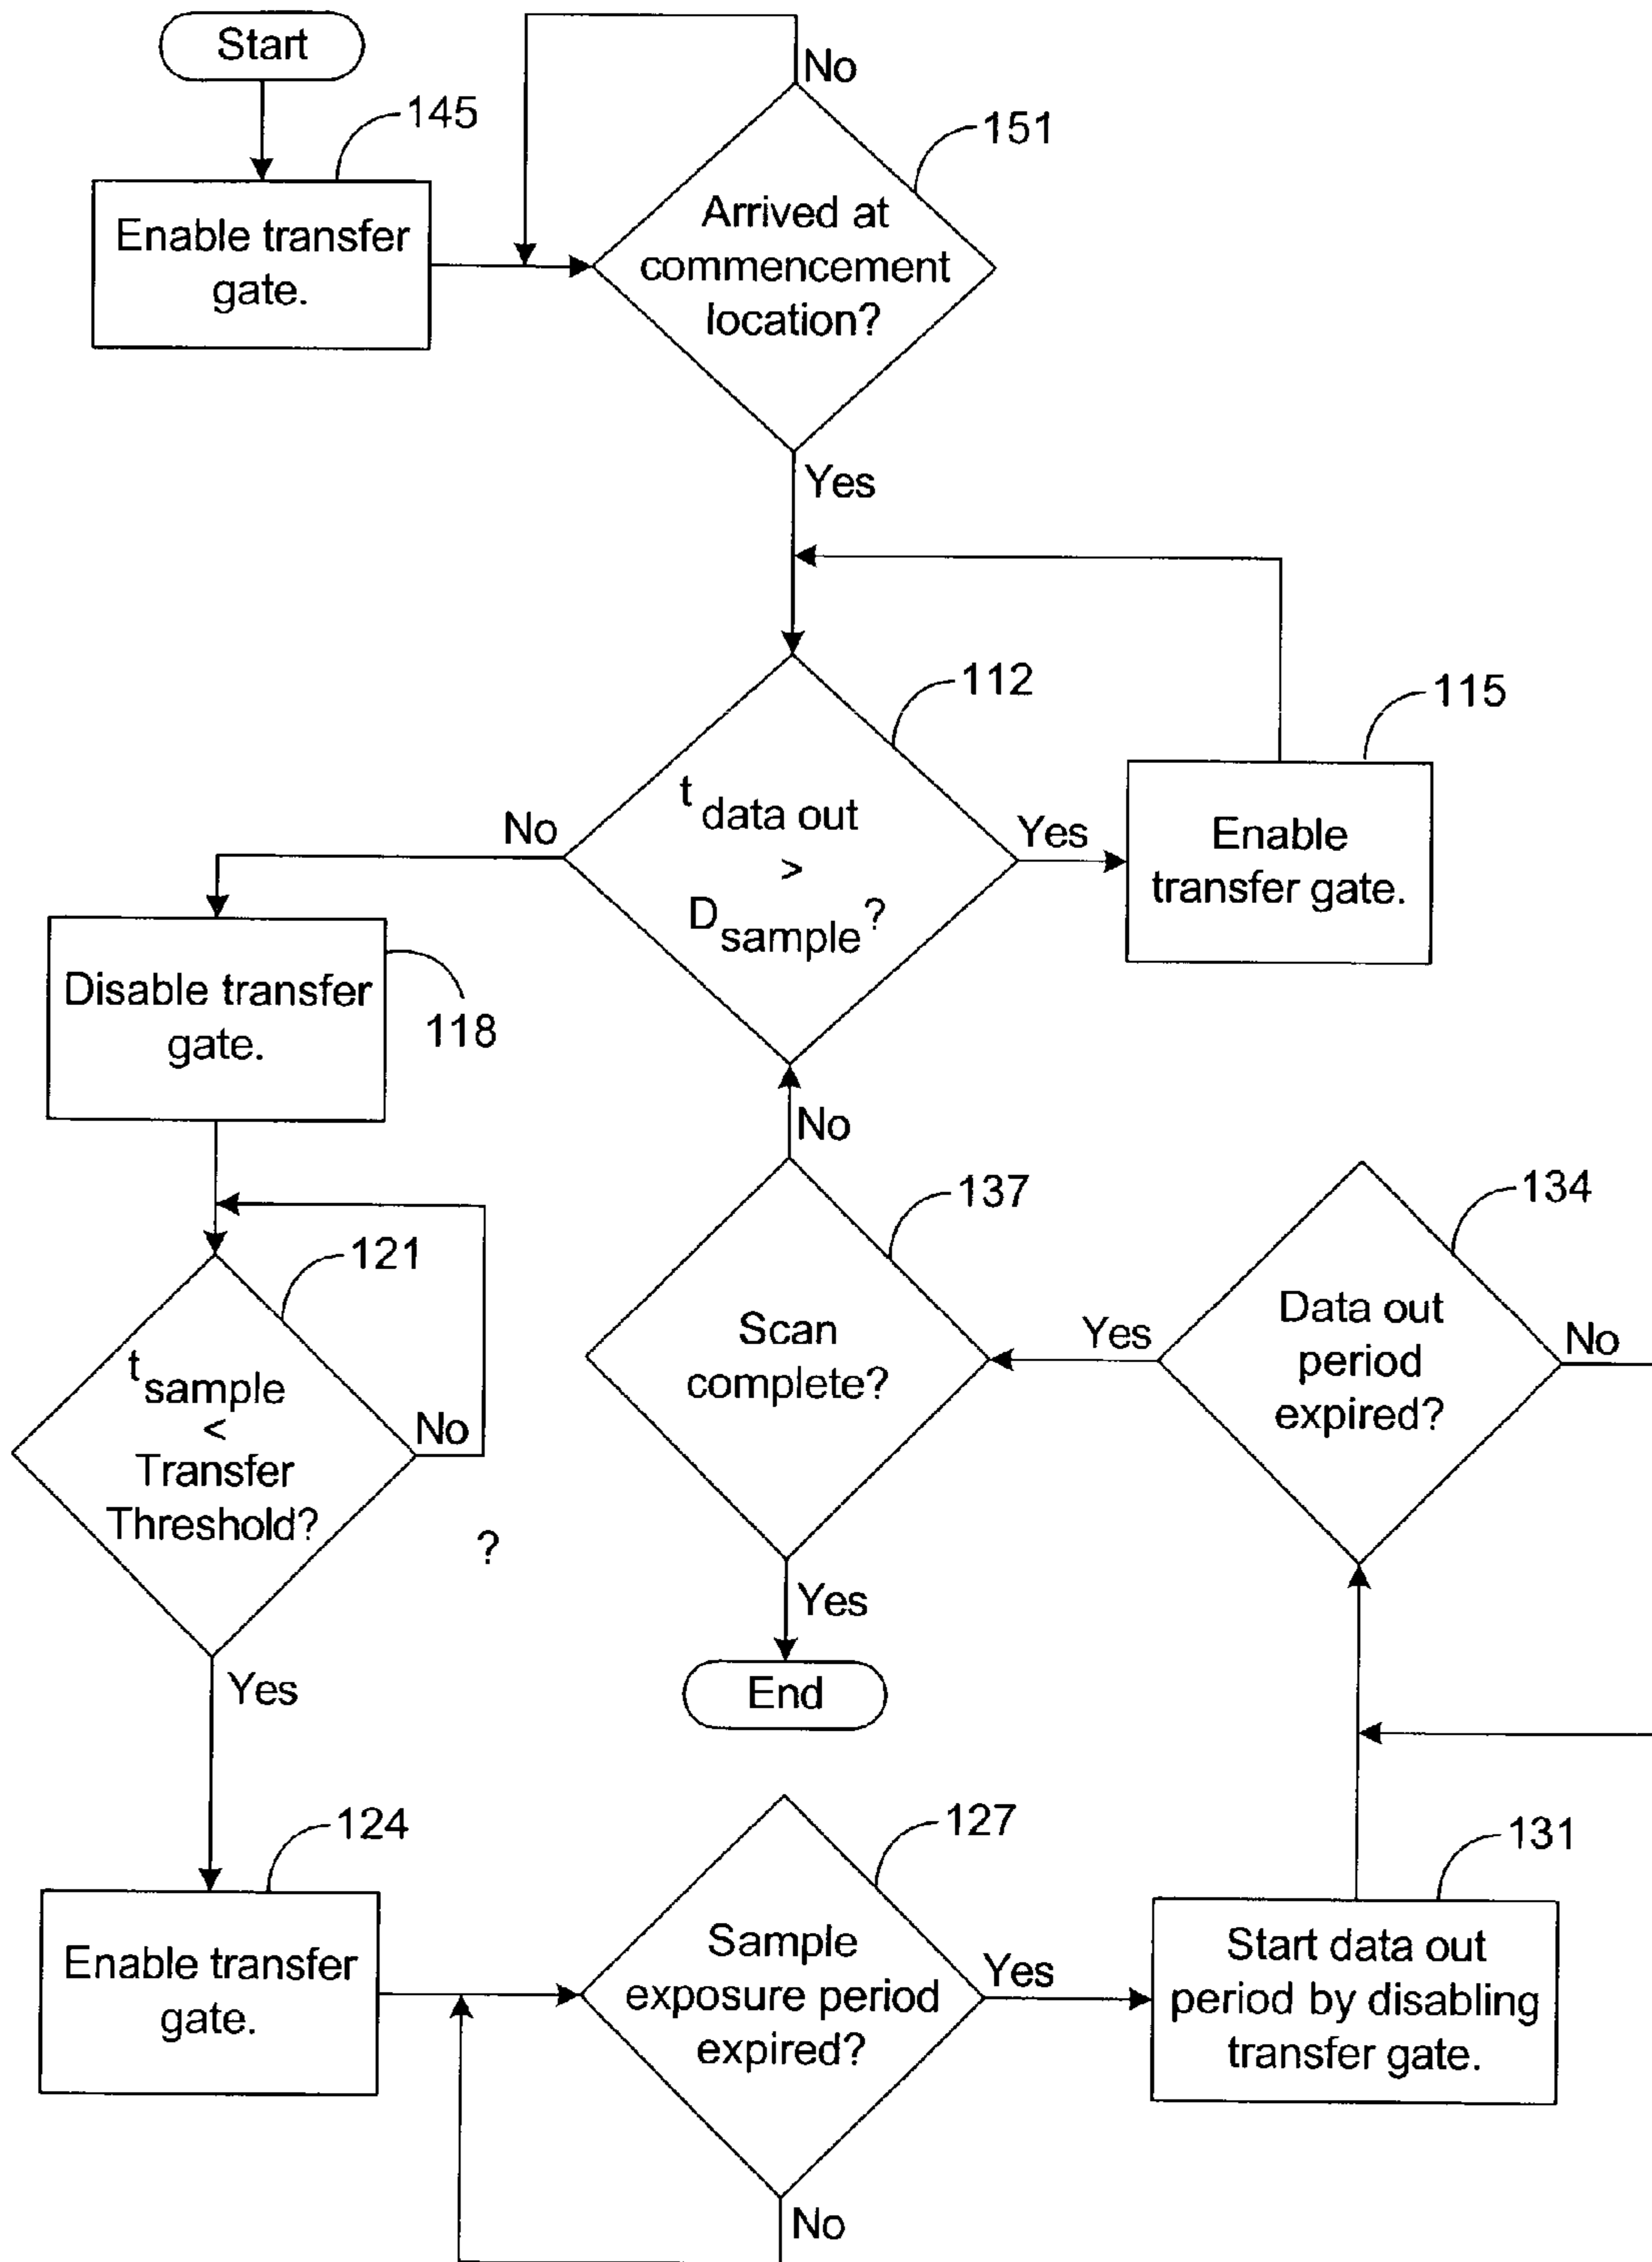 Start
No
145
151
Enable transfer
gate.
Arrived at
commencement
location?
Yes
112
115
t data out
>
D sample ?
No
Yes
Enable
transfer gate.
Disable transfer
gate.
118
No
137
134
121
t sample
<
Transfer
Threshold?
No
?
Scan
complete?
Yes
Data out
period
expired?
No
Yes
End
Yes
124
127
131
Enable transfer
gate.
Sample
exposure period
expired?
Yes
Start data out
period by disabling
transfer gate.
No